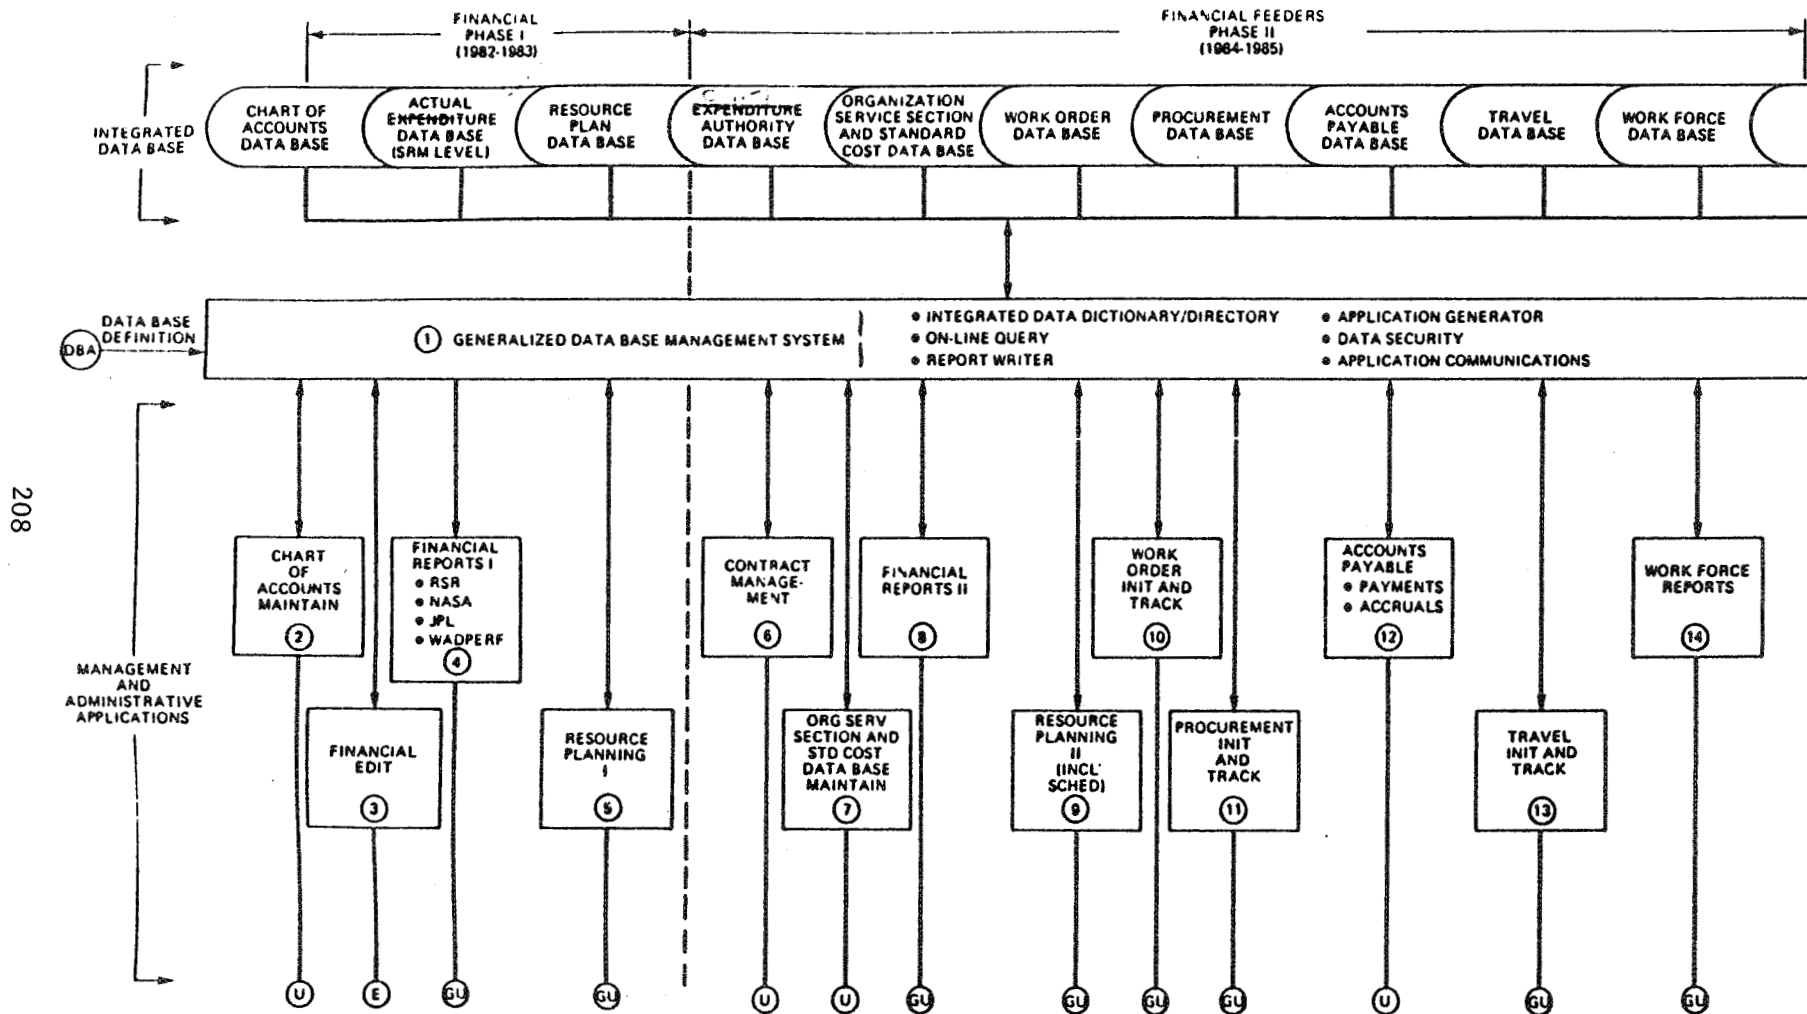 FINANCIAL
PHASE I
(1982-1983)
FINANCIAL FEEDERS
PHASE II
(1984-1985)
INTEGRATED
DATA BASE
CHART OF
ACCOUNTS
DATA BASE
ACTUAL
EXPENDITURE
DATA BASE
(SRM LEVEL)
RESOURCE
PLAN
DATA BASE
EXPENDITURE
AUTHORITY
DATA BASE
ORGANIZATION
SERVICE SECTION
AND STANDARD
COST DATA BASE
WORK ORDER
DATA BASE
PROCUREMENT
DATA BASE
ACCOUNTS
PAYABLE
DATA BASE
TRAVEL
DATA BASE
WORK FORCE
DATA BASE
DBA
DATA BASE
DEFINITION
1 GENERALIZED DATA BASE MANAGEMENT SYSTEM
• INTEGRATED DATA DICTIONARY/DIRECTORY
• ON-LINE QUERY
• REPORT WRITER
• APPLICATION GENERATOR
• DATA SECURITY
• APPLICATION COMMUNICATIONS
208
MANAGEMENT
AND
ADMINISTRATIVE
APPLICATIONS
CHART
OF
ACCOUNTS
MAINTAIN
2
FINANCIAL
REPORTS I
• RSR
• NASA
• JPL
• WADPERF
4
CONTRACT
MANAGE-
MENT
6
FINANCIAL
REPORTS II
8
WORK
ORDER
INIT AND
TRACK
10
ACCOUNTS
PAYABLE
• PAYMENTS
• ACCRUALS
12
WORK FORCE
REPORTS
14
FINANCIAL
EDIT
3
RESOURCE
PLANNING
I
5
ORG SERV
SECTION AND
STD COST
DATA BASE
MAINTAIN
7
RESOURCE
PLANNING
II
(INCL'
SCHED)
9
PROCUREMENT
INIT
AND
TRACK
11
TRAVEL
INIT AND
TRACK
13
U
E
GU
GU
U
U
GU
GU
GU
GU
U
GU
GU